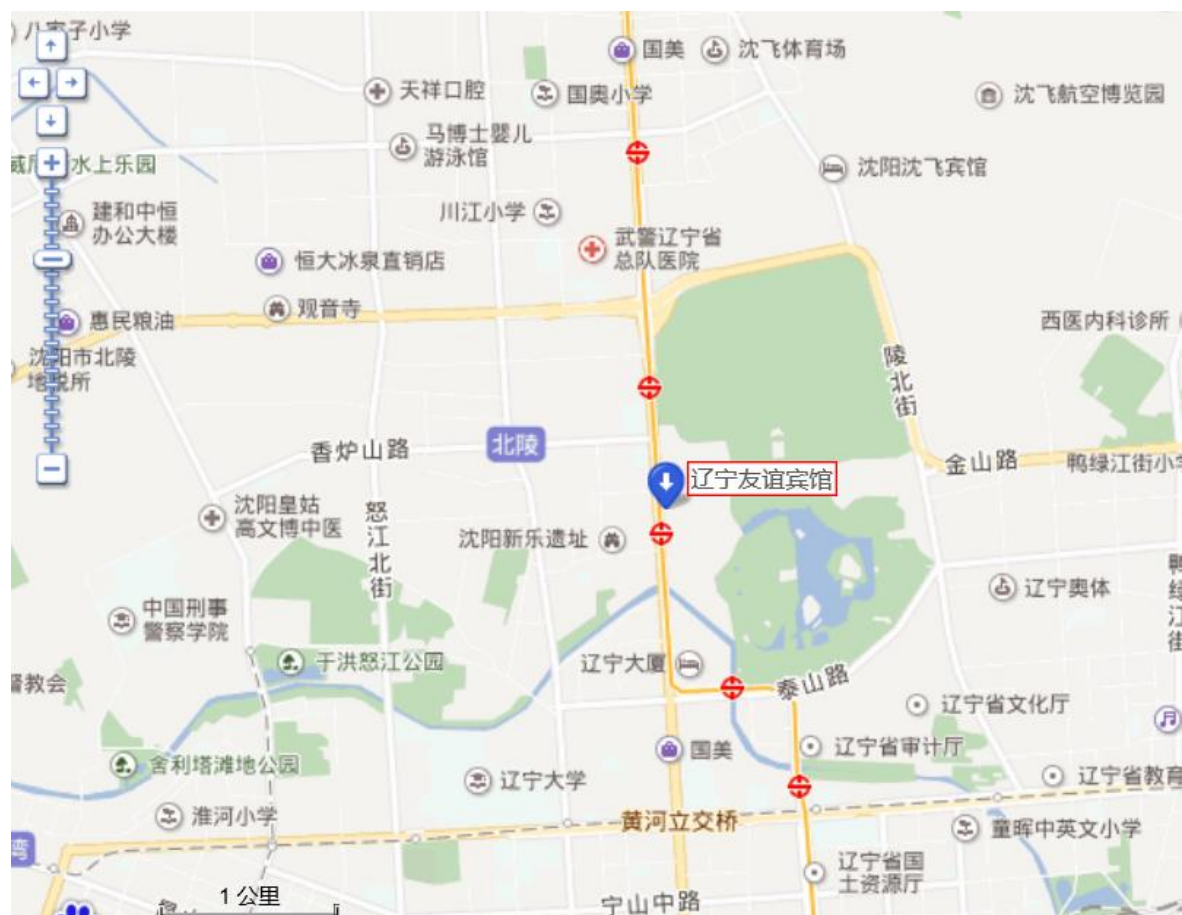 八家子小学
国美
沈飞体育场
天祥口腔
国奥小学
沈飞航空博览园
马博士婴儿
游泳馆
水上乐园
沈阳沈飞宾馆
建和中恒
办公大楼
川江小学
武警辽宁省
总队医院
恒大冰泉直销店
观音寺
惠民粮油
西医内科诊所
沈阳市北陵
地税所
陵北街
香炉山路
北陵
金山路
鸭绿江街小学
辽宁友谊宾馆
沈阳皇姑
高文博中医
怒江北街
沈阳新乐遗址
鸭绿江街
辽宁奥体
中国刑事
警察学院
于洪怒江公园
辽宁大厦
泰山路
督教会
辽宁省文化厅
国美
辽宁省审计厅
舍利塔滩地公园
辽宁大学
辽宁省教育
淮河小学
黄河立交桥
童晖中英文小学
湾
辽宁省国
土资源厅
1 公里
宁山中路